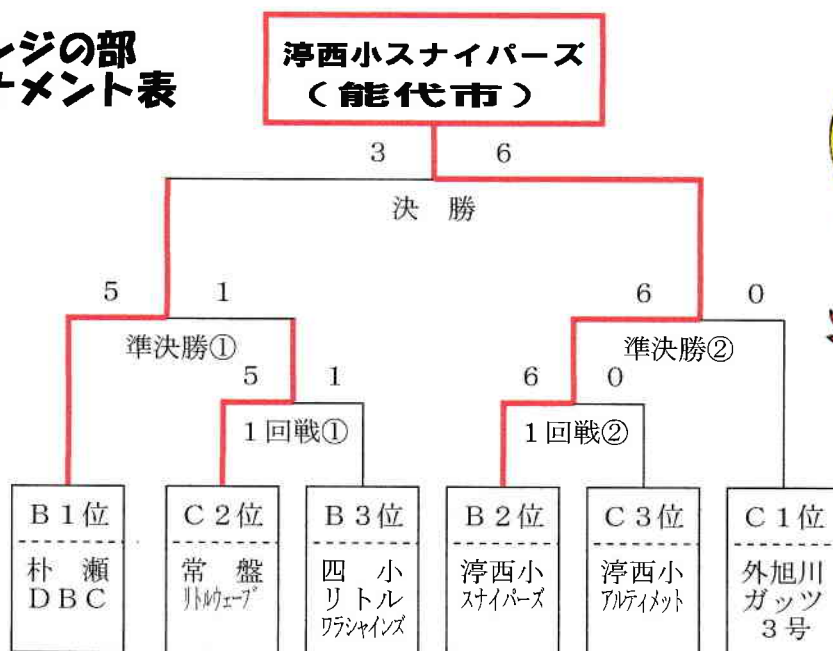 ンジの部
ナメント表
渟西小スナイパーズ
（能代市）
3 6
決 勝
5 1
準決勝①
6 0
準決勝②
5 1
1回戦①
6 0
1回戦②
B1位
朴 瀬
DBC
C2位
常 盤
リトルウェーブ
B3位
四 小
リトル
ワラシャインズ
B2位
渟西小
スナイパーズ
C3位
渟西小
アルティメット
C1位
外旭川
ガッツ
3号